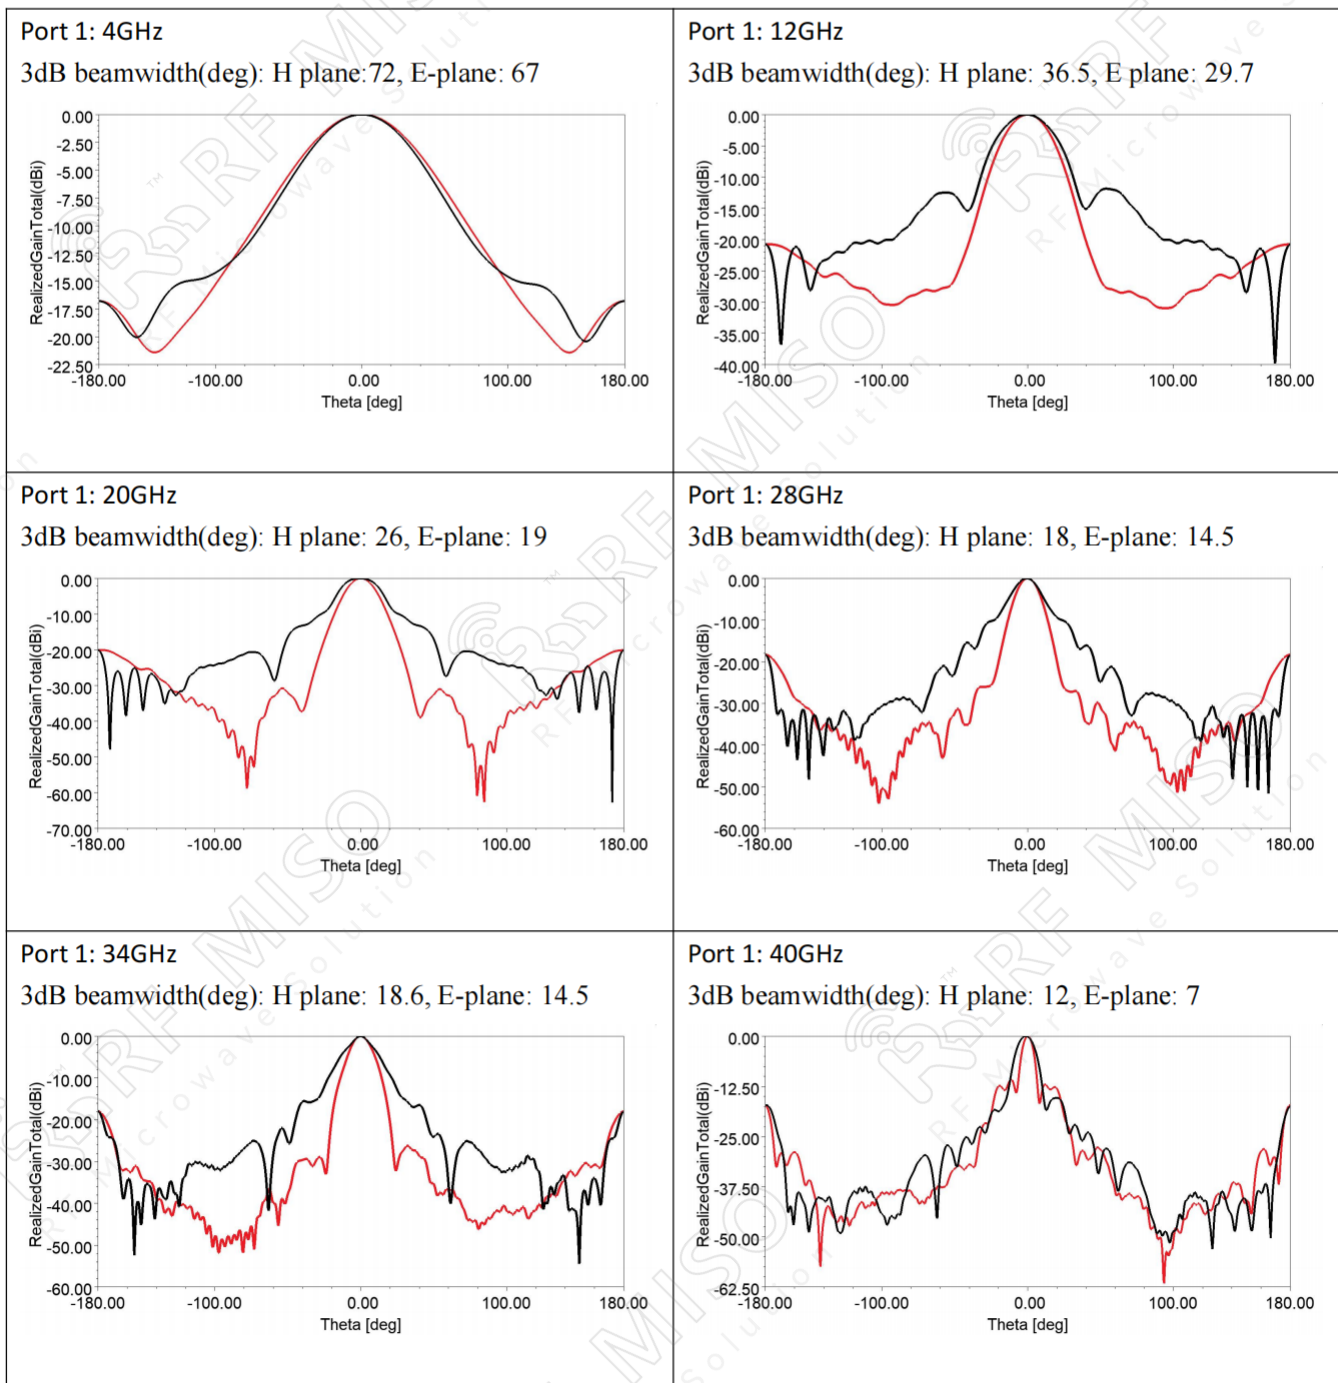 Port 1: 4GHz
3dB beamwidth(deg): H plane:72, E-plane: 67
RealizedGainTotal(dBi)
0.00
-2.50
-5.00
-7.50
-10.00
-12.50
-15.00
-17.50
-20.00
-22.50
-180.00 -100.00 0.00 100.00 180.00
Theta [deg]
Port 1: 12GHz
3dB beamwidth(deg): H plane: 36.5, E plane: 29.7
RealizedGainTotal(dBi)
0.00
-5.00
-10.00
-15.00
-20.00
-25.00
-30.00
-35.00
-40.00
-180.00 -100.00 0.00 100.00 180.00
Theta [deg]
Port 1: 20GHz
3dB beamwidth(deg): H plane: 26, E-plane: 19
RealizedGainTotal(dBi)
0.00
-10.00
-20.00
-30.00
-40.00
-50.00
-60.00
-70.00
-180.00 -100.00 0.00 100.00 180.00
Theta [deg]
Port 1: 28GHz
3dB beamwidth(deg): H plane: 18, E-plane: 14.5
RealizedGainTotal(dBi)
0.00
-10.00
-20.00
-30.00
-40.00
-50.00
-60.00
-180.00 -100.00 0.00 100.00 180.00
Theta [deg]
Port 1: 34GHz
3dB beamwidth(deg): H plane: 18.6, E-plane: 14.5
RealizedGainTotal(dBi)
0.00
-10.00
-20.00
-30.00
-40.00
-50.00
-60.00
-180.00 -100.00 0.00 100.00 180.00
Theta [deg]
Port 1: 40GHz
3dB beamwidth(deg): H plane: 12, E-plane: 7
RealizedGainTotal(dBi)
0.00
-12.50
-25.00
-37.50
-50.00
-62.50
-180.00 -100.00 0.00 100.00 180.00
Theta [deg]
RF MISO
RF Microwave Solution